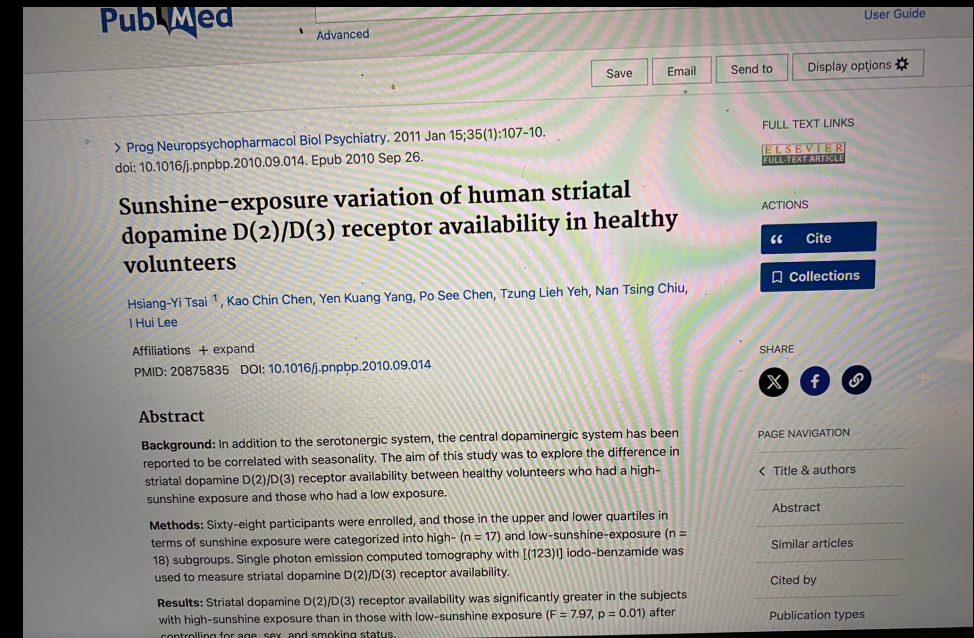 PubMed
Advanced
User Guide
Save
Email
Send to
Display options
> Prog Neuropsychopharmacol Biol Psychiatry. 2011 Jan 15;35(1):107-10.
doi: 10.1016/j.pnpbp.2010.09.014. Epub 2010 Sep 26.
Sunshine-exposure variation of human striatal
dopamine D(2)/D(3) receptor availability in healthy
volunteers
Hsiang-Yi Tsai 1, Kao Chin Chen, Yen Kuang Yang, Po See Chen, Tzung Lieh Yeh, Nan Tsing Chiu,
I Hui Lee
Affiliations + expand
PMID: 20875835 DOI: 10.1016/j.pnpbp.2010.09.014
Abstract
Background: In addition to the serotonergic system, the central dopaminergic system has been
reported to be correlated with seasonality. The aim of this study was to explore the difference in
striatal dopamine D(2)/D(3) receptor availability between healthy volunteers who had a high-
sunshine exposure and those who had a low exposure.
Methods: Sixty-eight participants were enrolled, and those in the upper and lower quartiles in
terms of sunshine exposure were categorized into high- (n = 17) and low-sunshine-exposure (n =
18) subgroups. Single photon emission computed tomography with [(123)I] iodo-benzamide was
used to measure striatal dopamine D(2)/D(3) receptor availability.
Results: Striatal dopamine D(2)/D(3) receptor availability was significantly greater in the subjects
with high-sunshine exposure than in those with low-sunshine exposure (F = 7.97, p = 0.01) after
controlling for age, sex, and smoking status.
FULL TEXT LINKS
ELSEVIER
FULL-TEXT ARTICLE
ACTIONS
Cite
Collections
SHARE
PAGE NAVIGATION
< Title & authors
Abstract
Similar articles
Cited by
Publication types